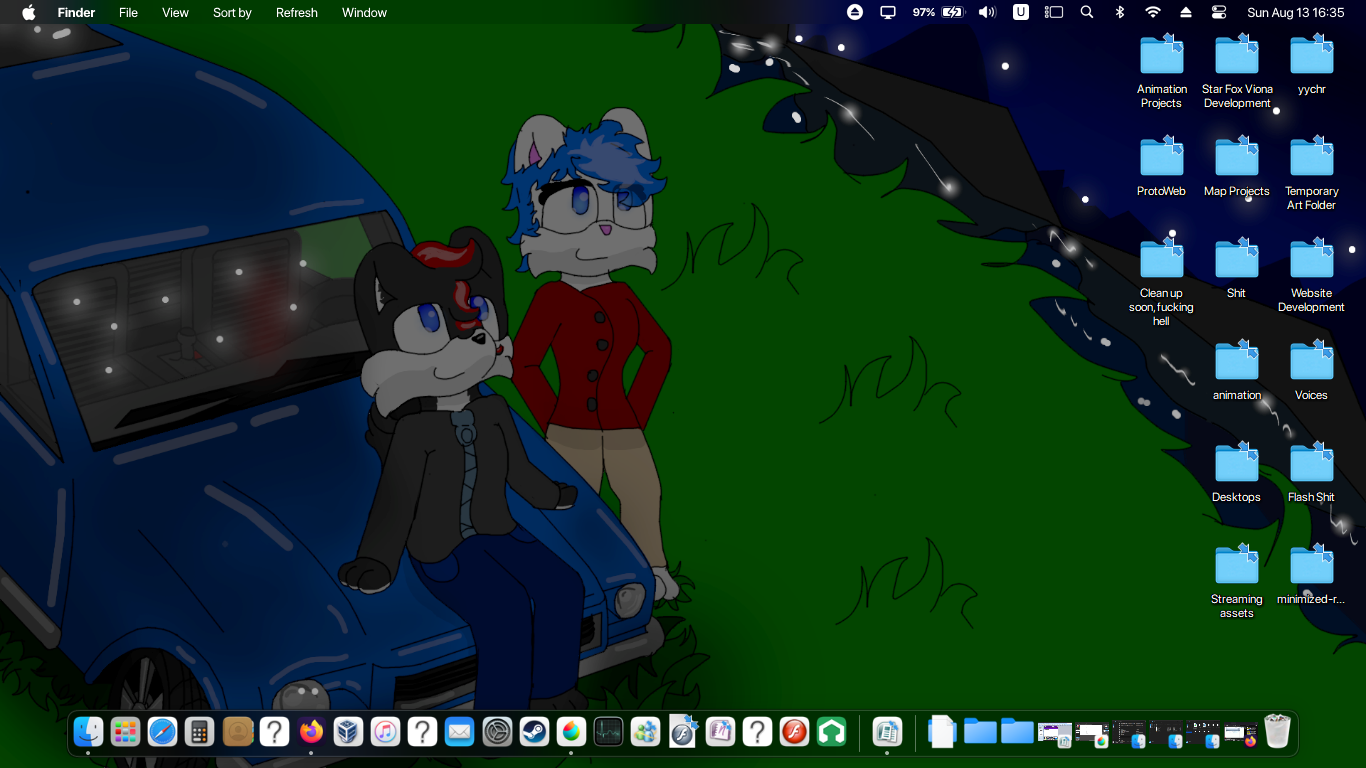 Finder File View Sort by Refresh Window 97% U Sun Aug 13 16:35
Animation
Projects
Star Fox Viona
Development
yychr
ProtoWeb
Map Projects
Temporary
Art Folder
Clean up
soon, fucking
hell
Shit
Website
Development
animation
Voices
Desktops
Flash Shit
Streaming
assets
minimized-r...
? ? ?